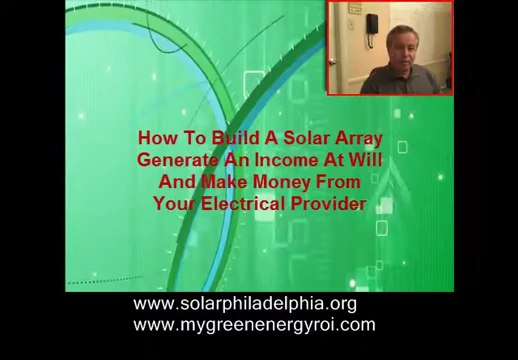 How To Build A Solar Array
Generate An Income At Will
And Make Money From
Your Electrical Provider
www.solarphiladelphia.org
www.mygreenenergyroi.com